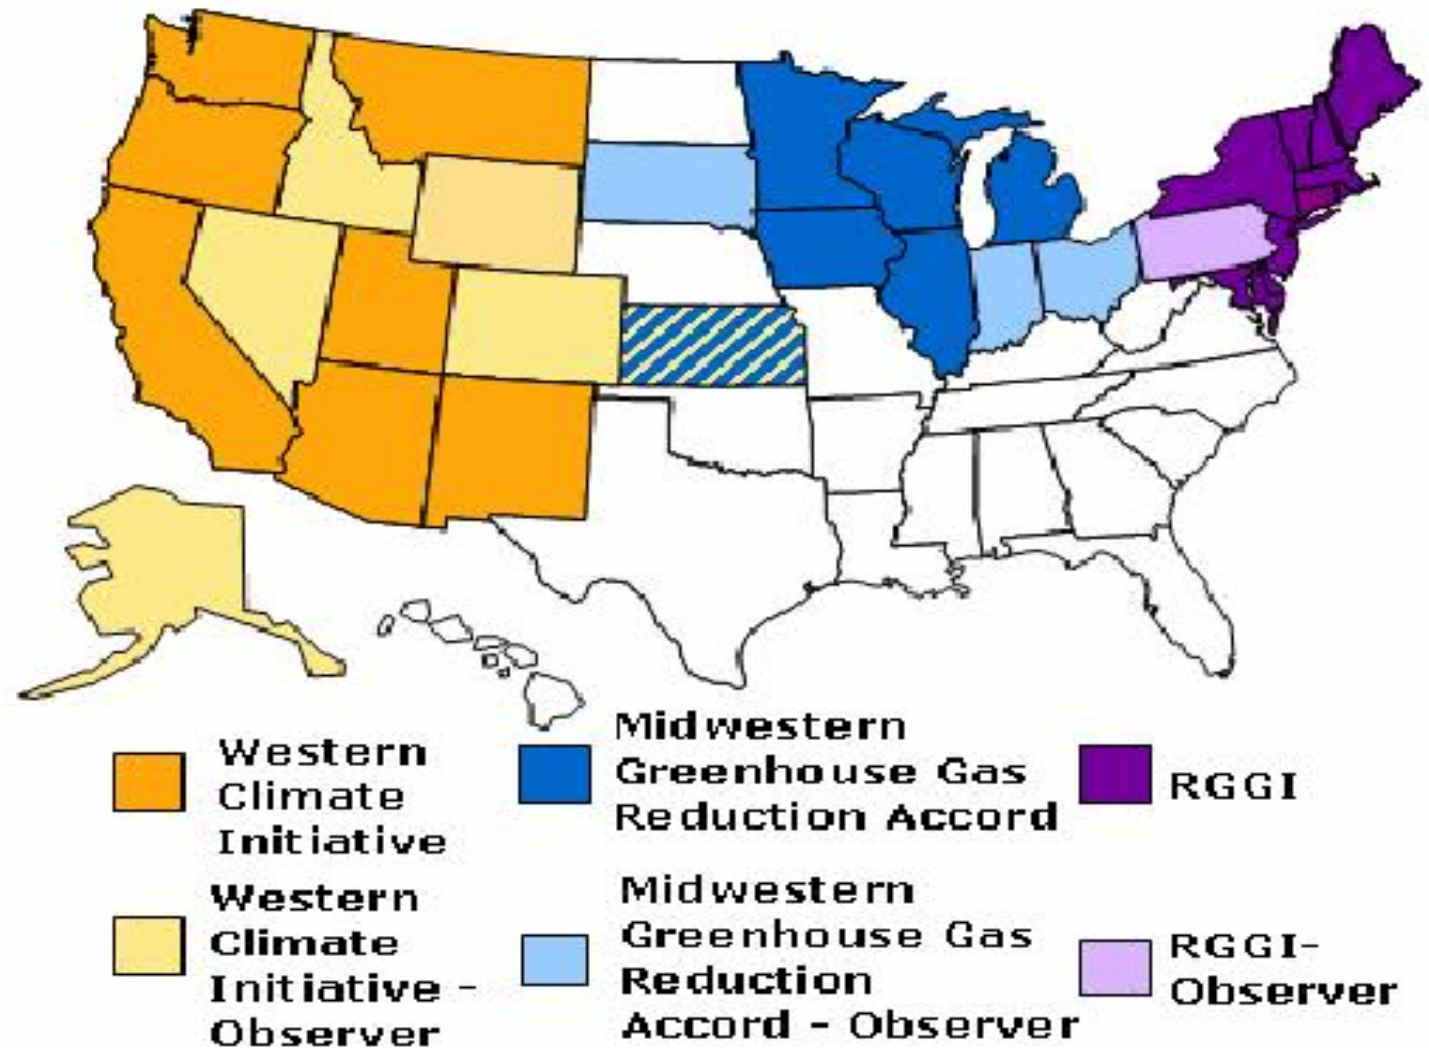 Western
Climate
Initiative
Midwestern
Greenhouse Gas
Reduction Accord
RGGI
Western
Climate
Initiative -
Observer
Midwestern
Greenhouse Gas
Reduction
Accord - Observer
RGGI-
Observer